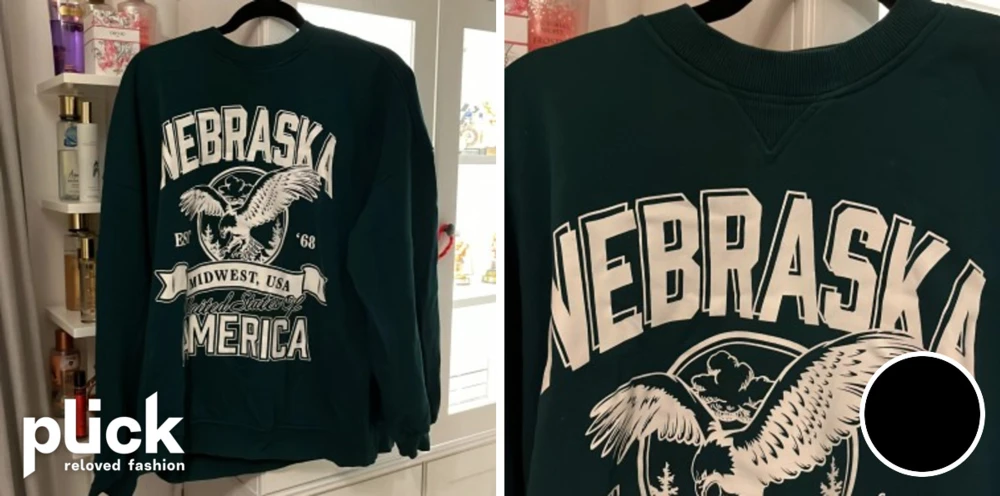 NEBRASKA
EST '68
MIDWEST, USA
United States of
AMERICA
plick
reloved fashion
NEBRASKA